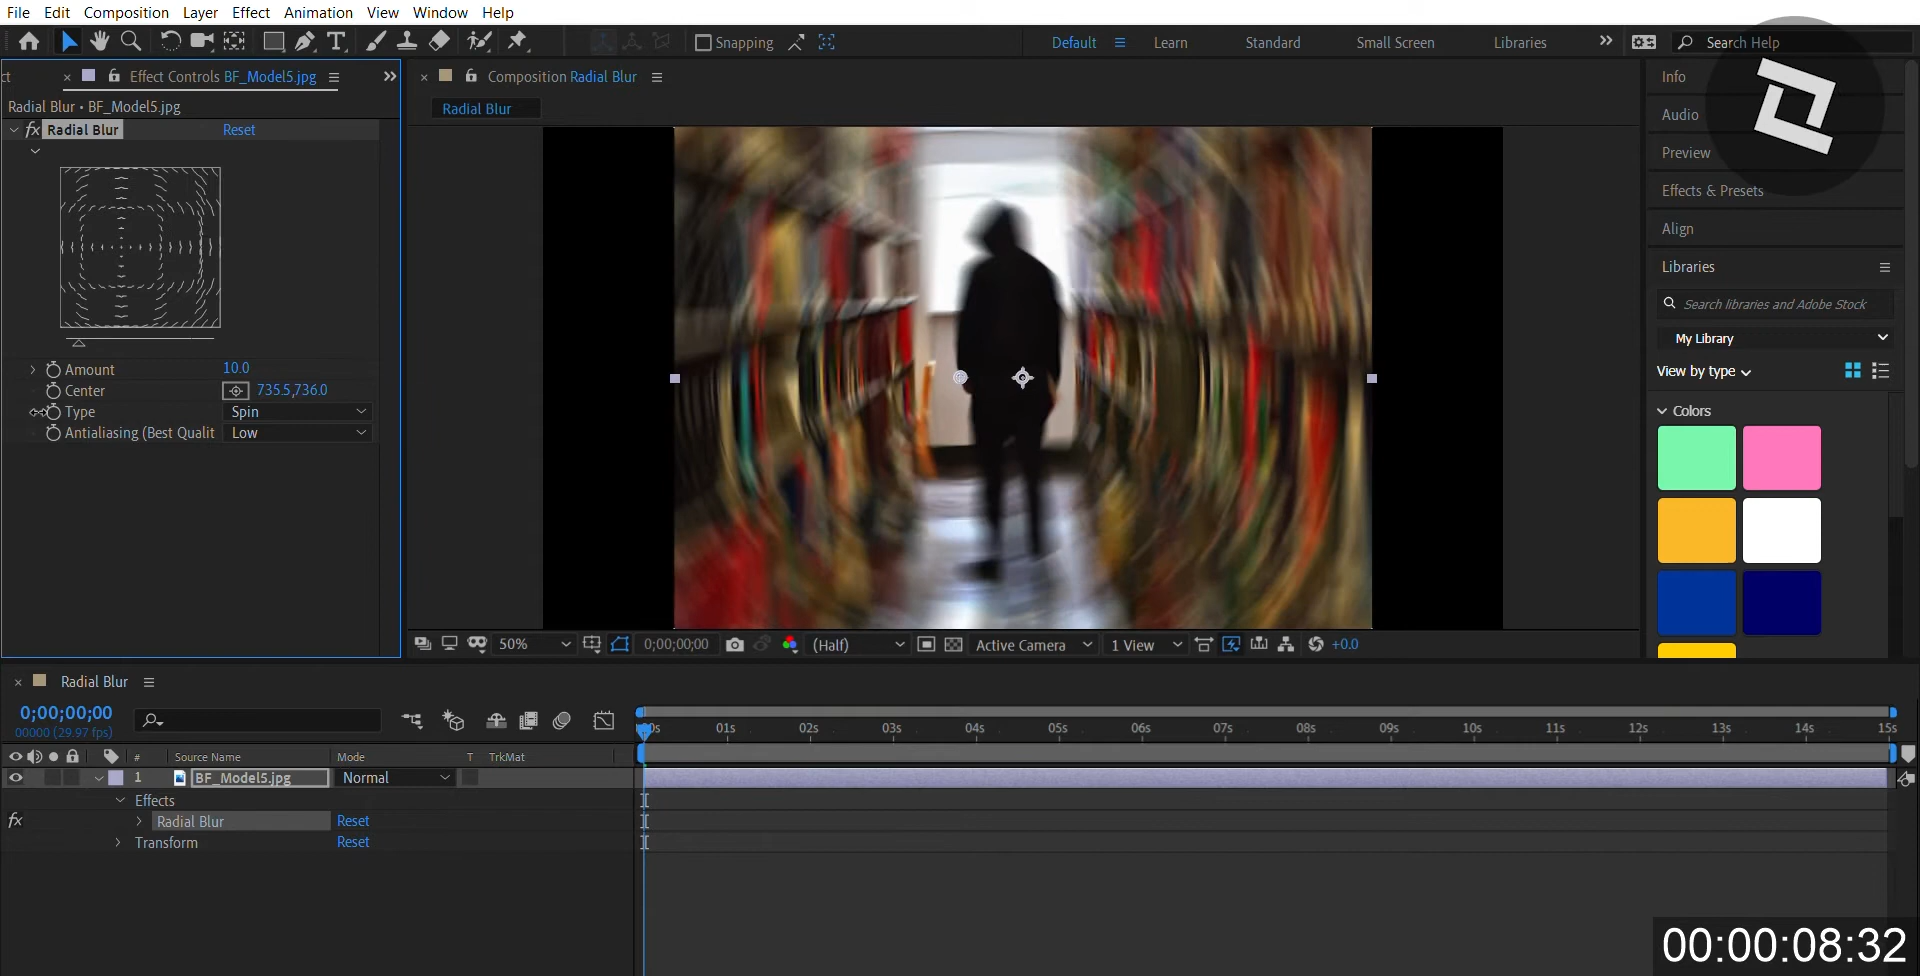 File Edit Composition Layer Effect Animation View Window Help
Snapping Default Learn Standard Small Screen Libraries Search Help
ct Effect Controls BF_Model5.jpg
Composition Radial Blur
Radial Blur • BF_Model5.jpg
Radial Blur
fx Radial Blur Reset
Amount 10.0
Center 735.5,736.0
Type Spin
Antialiasing (Best Qualit Low
50% 0;00;00;00 (Half) Active Camera 1 View +0.0
Info
Audio
Preview
Effects & Presets
Align
Libraries
Search libraries and Adobe Stock
My Library
View by type
Colors
Radial Blur
0;00;00;00
00000 (29.97 fps)
00s 01s 02s 03s 04s 05s 06s 07s 08s 09s 10s 11s 12s 13s 14s 15s
# Source Name Mode T TrkMat
1 BF_Model5.jpg Normal
Effects
fx Radial Blur Reset
Transform Reset
00:00:08:32